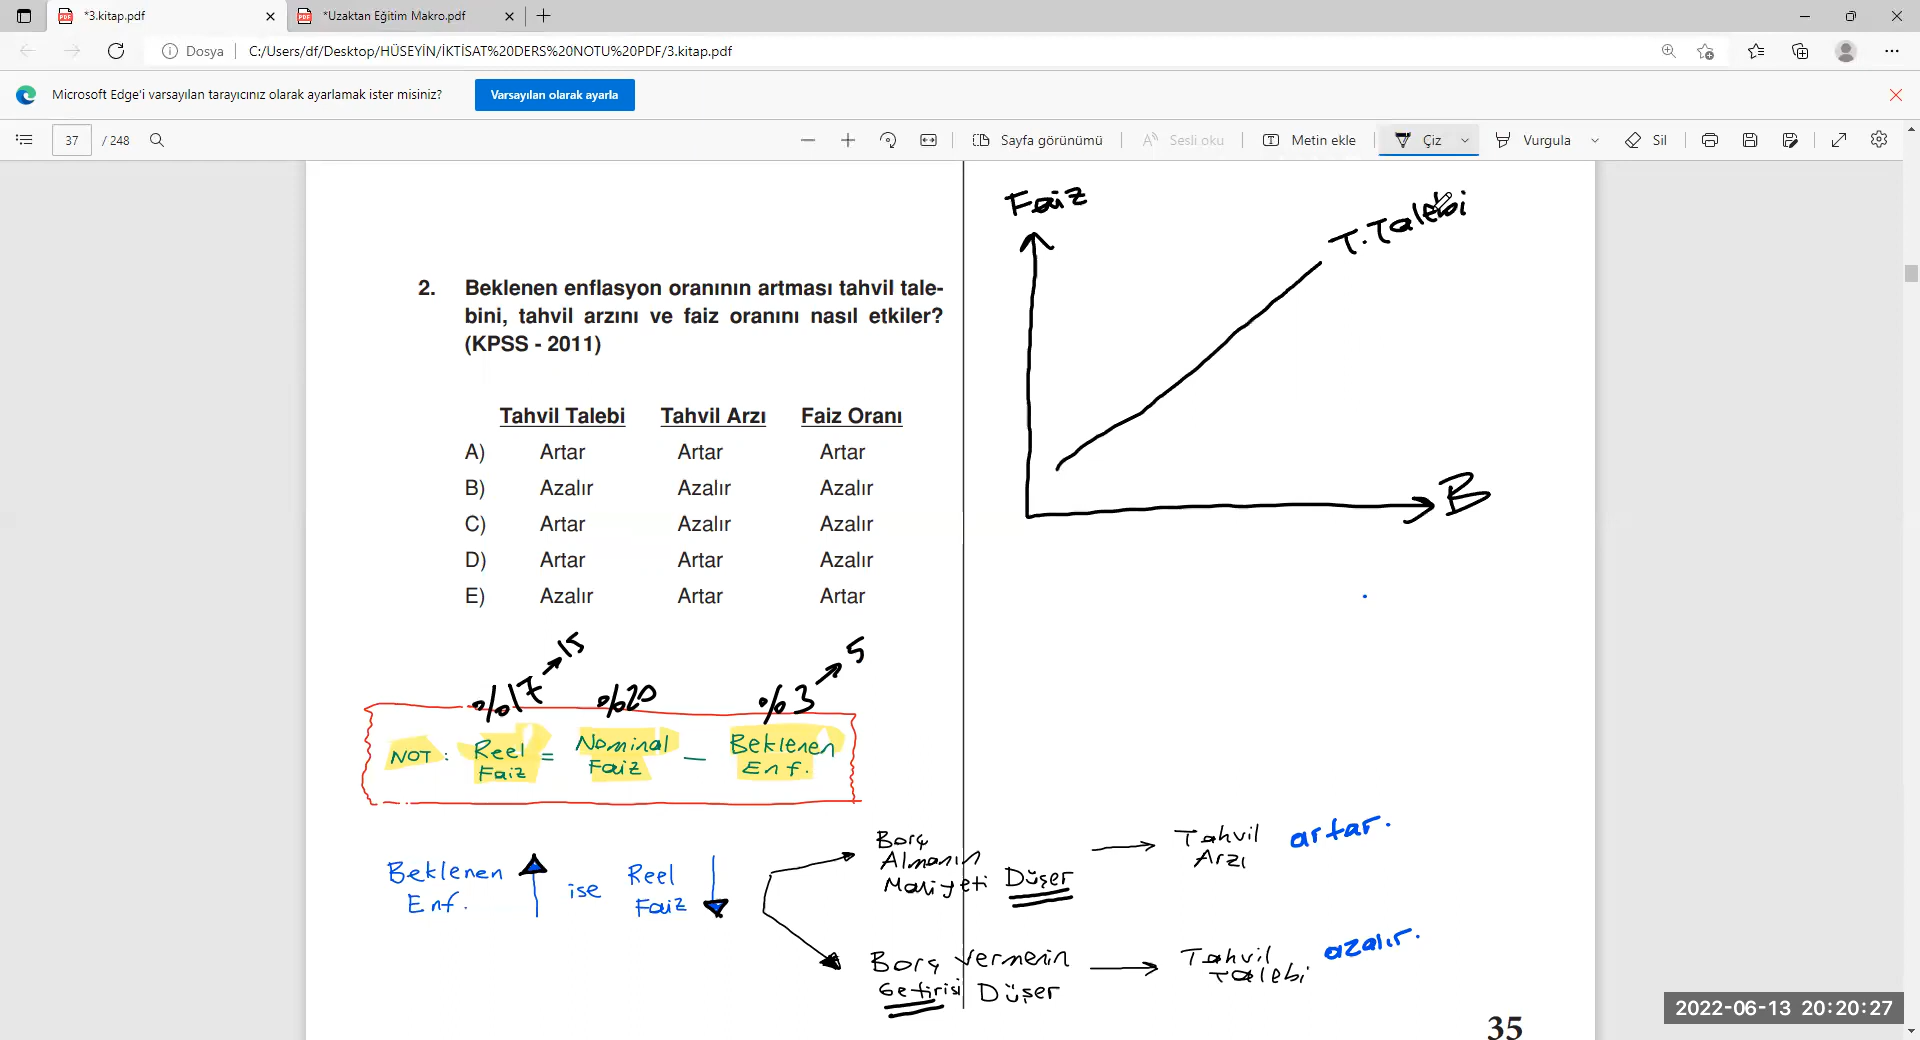 *3.kitap.pdf
*Uzaktan Eğitim Makro.pdf
Dosya
C:/Users/df/Desktop/HÜSEYİN/İKTİSAT%20DERS%20NOTU%20PDF/3.kitap.pdf
Microsoft Edge'i varsayılan tarayıcınız olarak ayarlamak ister misiniz?
Varsayılan olarak ayarla
37 / 248
Sayfa görünümü
Sesli oku
Metin ekle
Çiz
Vurgula
Sil
2. Beklenen enflasyon oranının artması tahvil tale-
bini, tahvil arzını ve faiz oranını nasıl etkiler?
(KPSS - 2011)
Tahvil Talebi Tahvil Arzı Faiz Oranı
A) Artar Artar Artar
B) Azalır Azalır Azalır
C) Artar Azalır Azalır
D) Artar Artar Azalır
E) Azalır Artar Artar
15 5
%17 %20 %3
NOT: Reel Faiz = Nominal Faiz - Beklenen Enf.
Beklenen Enf. ise Reel Faiz
Borç
Almanın
Maliyeti Düşer
Tahvil
Arzı
artar.
Borç Vermenin
Getirisi Düşer
Tahvil
Talebi
azalır.
Faiz
T.Talebi
B
35
2022-06-13 20:20:27